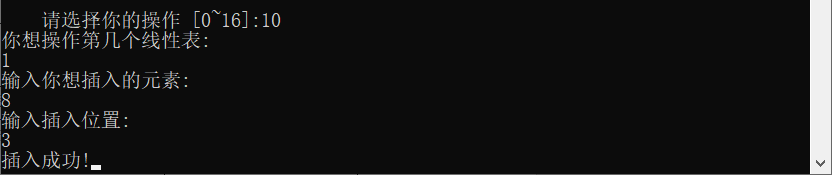 请选择你的操作 [0~16]:10
你想操作第几个线性表:
1
输入你想插入的元素:
8
输入插入位置:
3
插入成功!